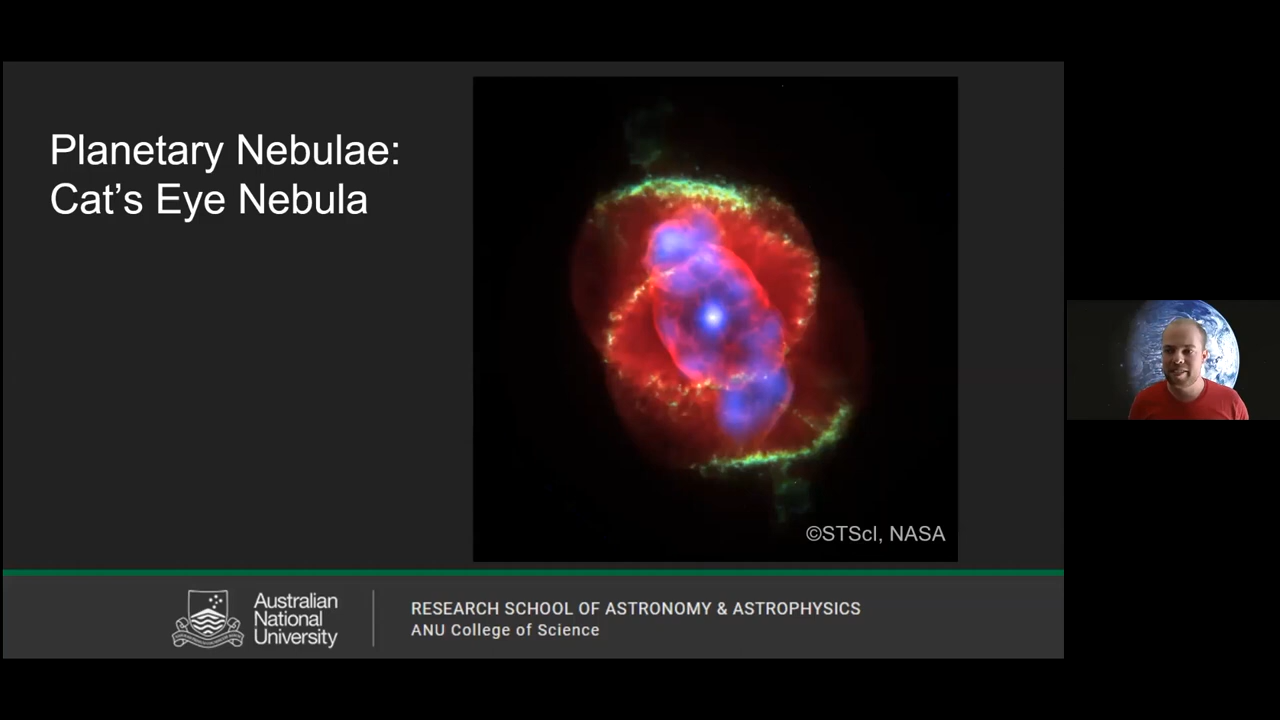 Planetary Nebulae:
Cat’s Eye Nebula
©STScI, NASA
Australian
National
University
RESEARCH SCHOOL OF ASTRONOMY & ASTROPHYSICS
ANU College of Science